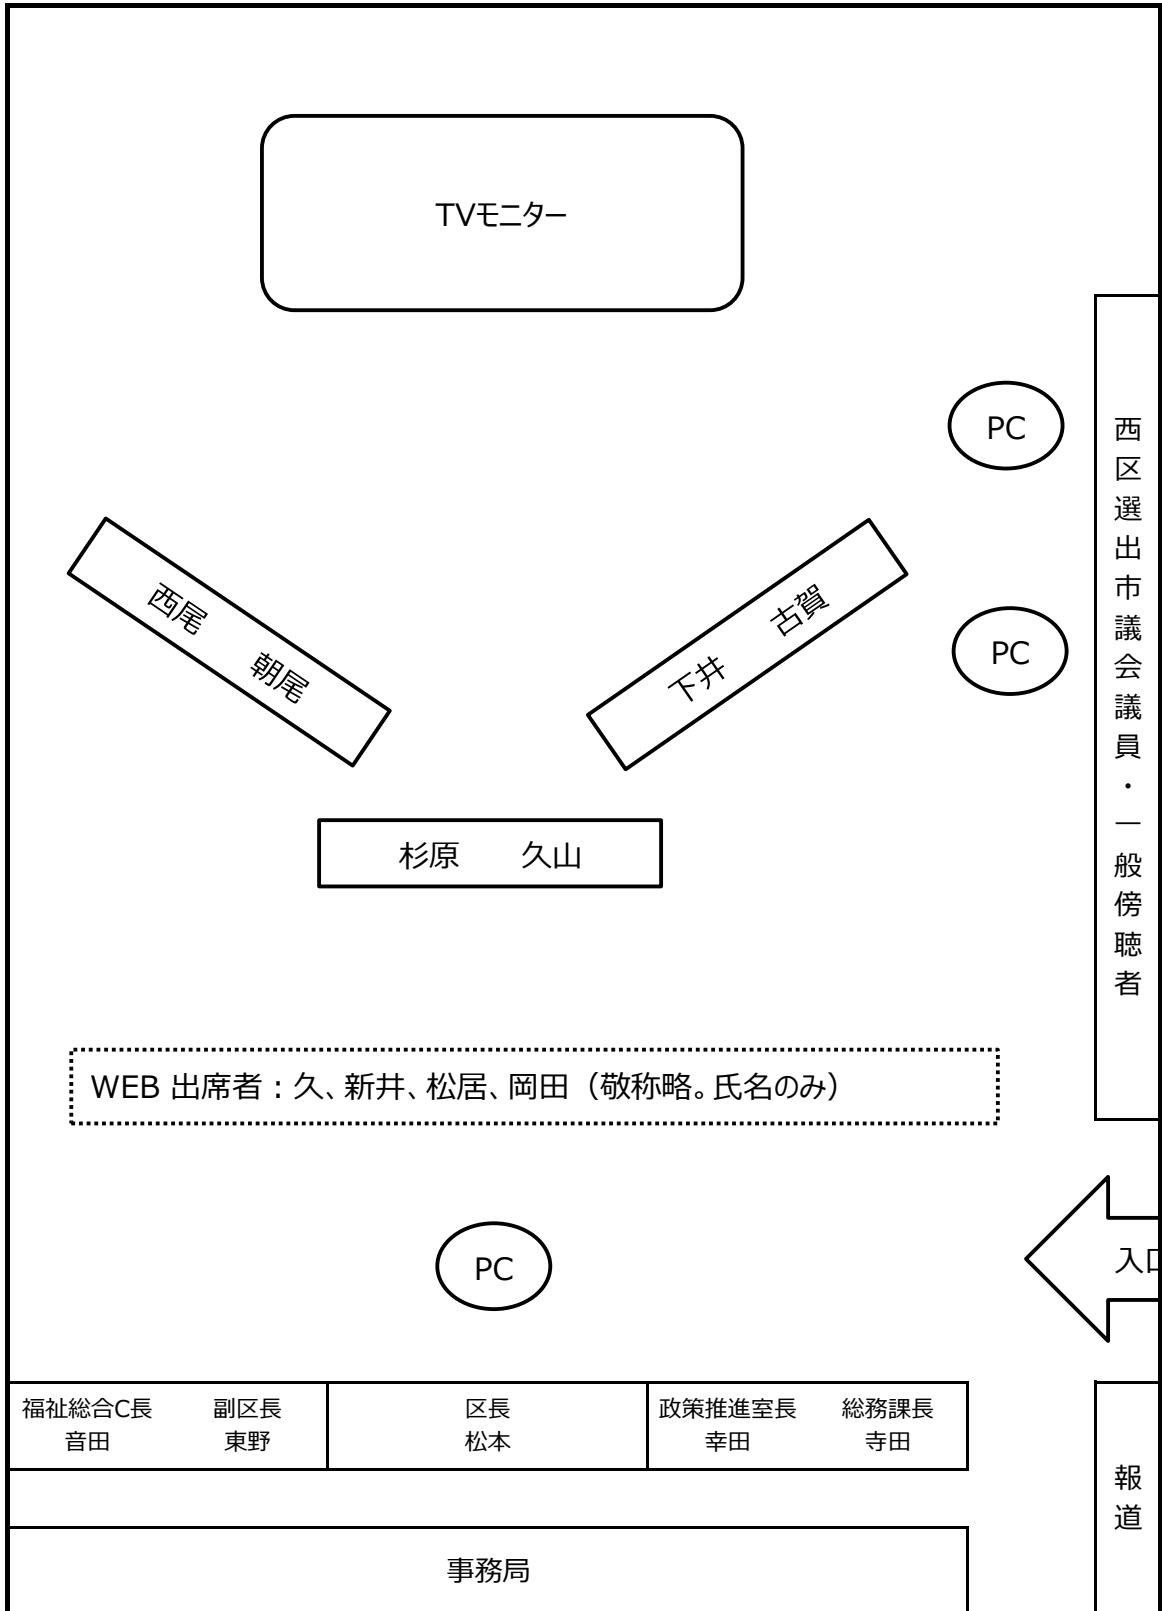 TVモニター
PC
西区選出市議会議員・一般傍聴者
西尾　朝尾
下井　古賀
PC
杉原　久山
WEB 出席者：久、新井、松居、岡田（敬称略。氏名のみ）
入口
PC
福祉総合C長　副区長　区長　政策推進室長　総務課長
音田　東野　松本　幸田　寺田
報道
事務局